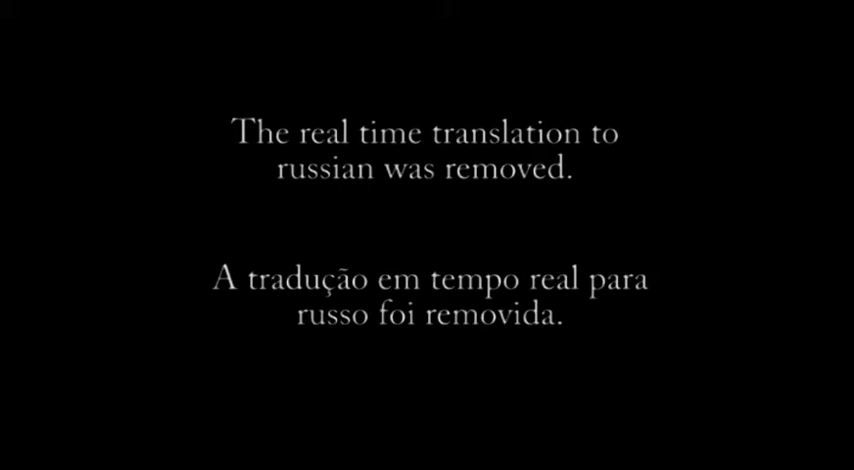 The real time translation to
russian was removed.
A tradução em tempo real para
russo foi removida.